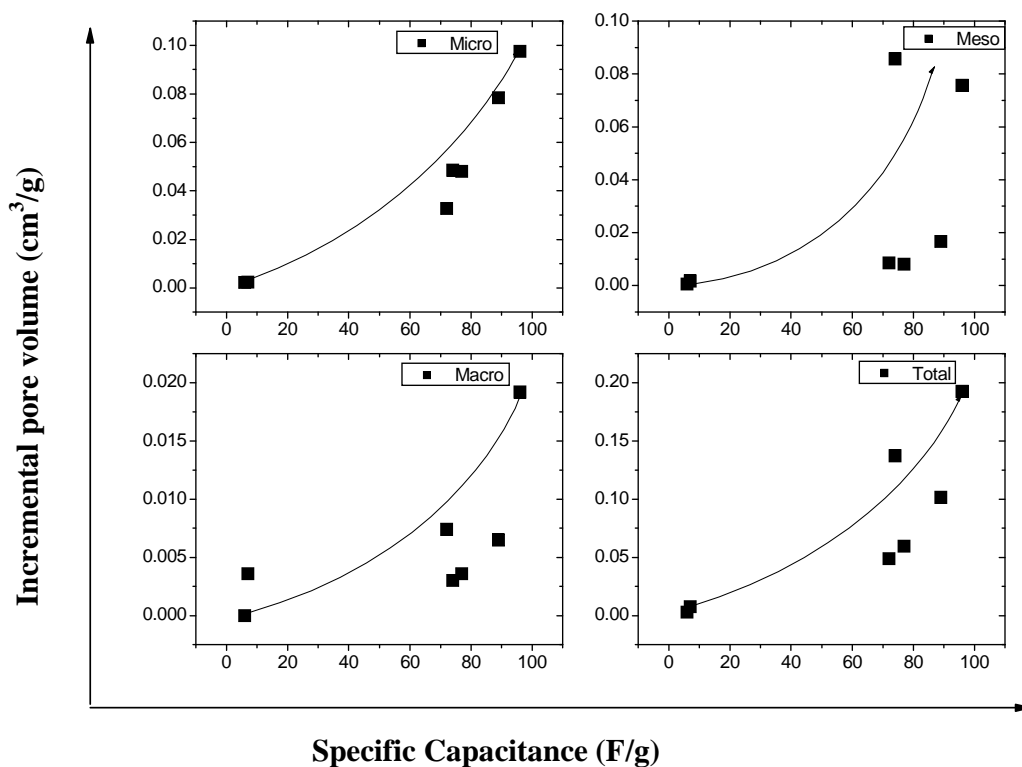 Incremental pore volume (cm³/g)
Micro
0.10
0.08
0.06
0.04
0.02
0.00
0 20 40 60 80 100
Meso
0.10
0.08
0.06
0.04
0.02
0.00
0 20 40 60 80 100
Macro
0.020
0.015
0.010
0.005
0.000
0 20 40 60 80 100
Total
0.20
0.15
0.10
0.05
0.00
0 20 40 60 80 100
Specific Capacitance (F/g)